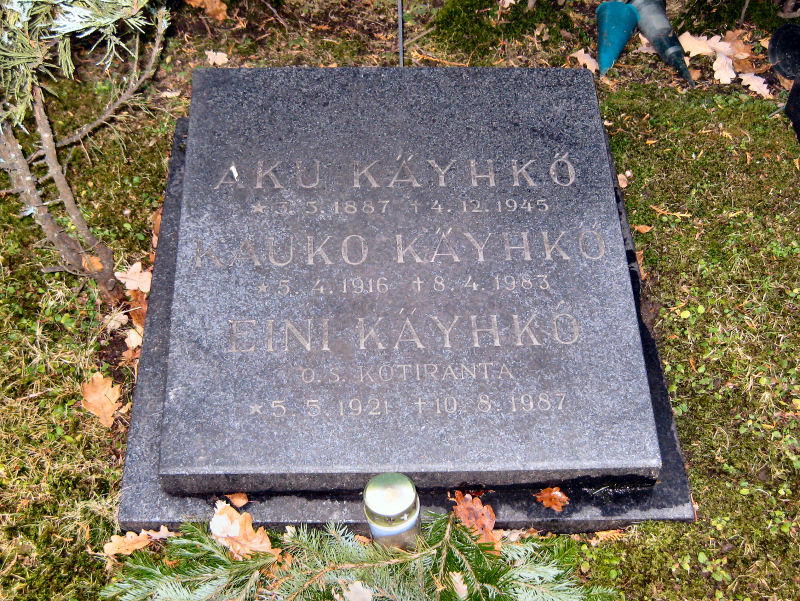 AKU KÄYHKÖ
★ 3.3.1887 ✝ 4.12.1945
KAUKO KÄYHKÖ
★ 5.4.1916 ✝ 8.4.1983
EINI KÄYHKÖ
O.S. KOTIRANTA
★ 5.5.1921 ✝ 10.8.1987